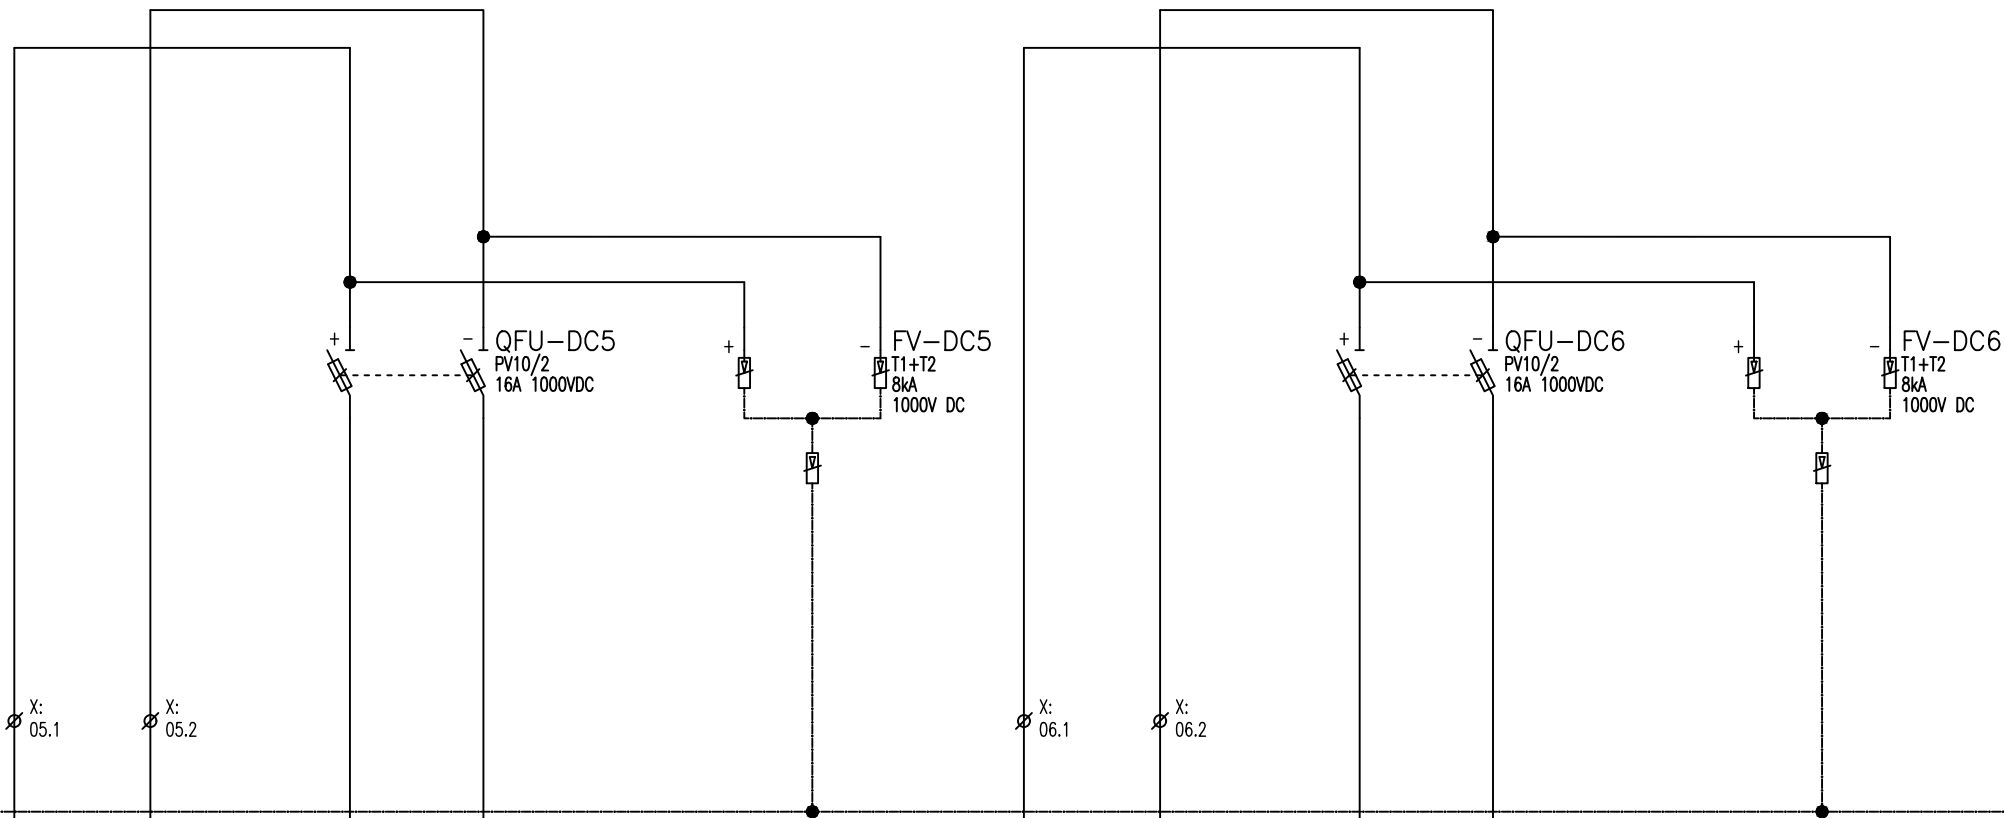 +
− QFU−DC5
PV10/2
16A 1000VDC
+
− FV−DC5
T1+T2
8kA
1000V DC
X:
05.1
X:
05.2
+
− QFU−DC6
PV10/2
16A 1000VDC
+
− FV−DC6
T1+T2
8kA
1000V DC
X:
06.1
X:
06.2